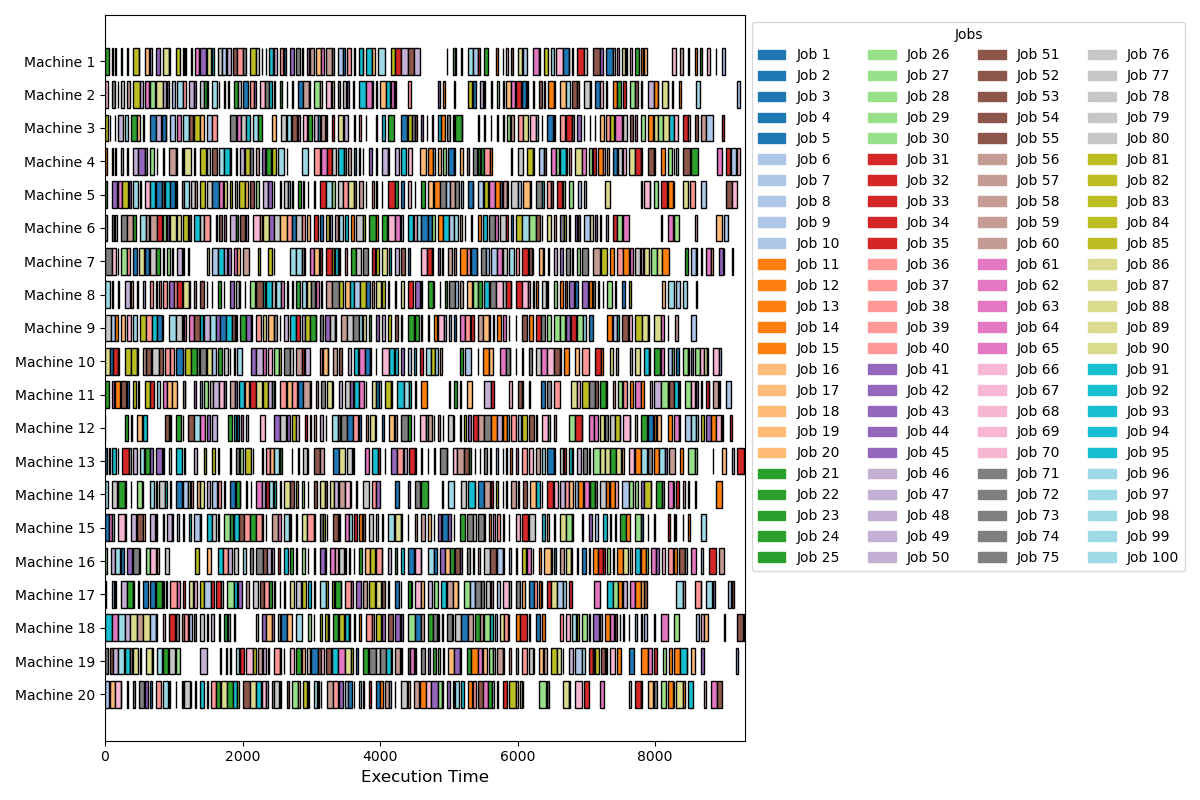 Jobs
Machine 1
Machine 2
Machine 3
Machine 4
Machine 5
Machine 6
Machine 7
Machine 8
Machine 9
Machine 10
Machine 11
Machine 12
Machine 13
Machine 14
Machine 15
Machine 16
Machine 17
Machine 18
Machine 19
Machine 20
0 2000 4000 6000 8000
Execution Time
Job 1 Job 26 Job 51 Job 76
Job 2 Job 27 Job 52 Job 77
Job 3 Job 28 Job 53 Job 78
Job 4 Job 29 Job 54 Job 79
Job 5 Job 30 Job 55 Job 80
Job 6 Job 31 Job 56 Job 81
Job 7 Job 32 Job 57 Job 82
Job 8 Job 33 Job 58 Job 83
Job 9 Job 34 Job 59 Job 84
Job 10 Job 35 Job 60 Job 85
Job 11 Job 36 Job 61 Job 86
Job 12 Job 37 Job 62 Job 87
Job 13 Job 38 Job 63 Job 88
Job 14 Job 39 Job 64 Job 89
Job 15 Job 40 Job 65 Job 90
Job 16 Job 41 Job 66 Job 91
Job 17 Job 42 Job 67 Job 92
Job 18 Job 43 Job 68 Job 93
Job 19 Job 44 Job 69 Job 94
Job 20 Job 45 Job 70 Job 95
Job 21 Job 46 Job 71 Job 96
Job 22 Job 47 Job 72 Job 97
Job 23 Job 48 Job 73 Job 98
Job 24 Job 49 Job 74 Job 99
Job 25 Job 50 Job 75 Job 100